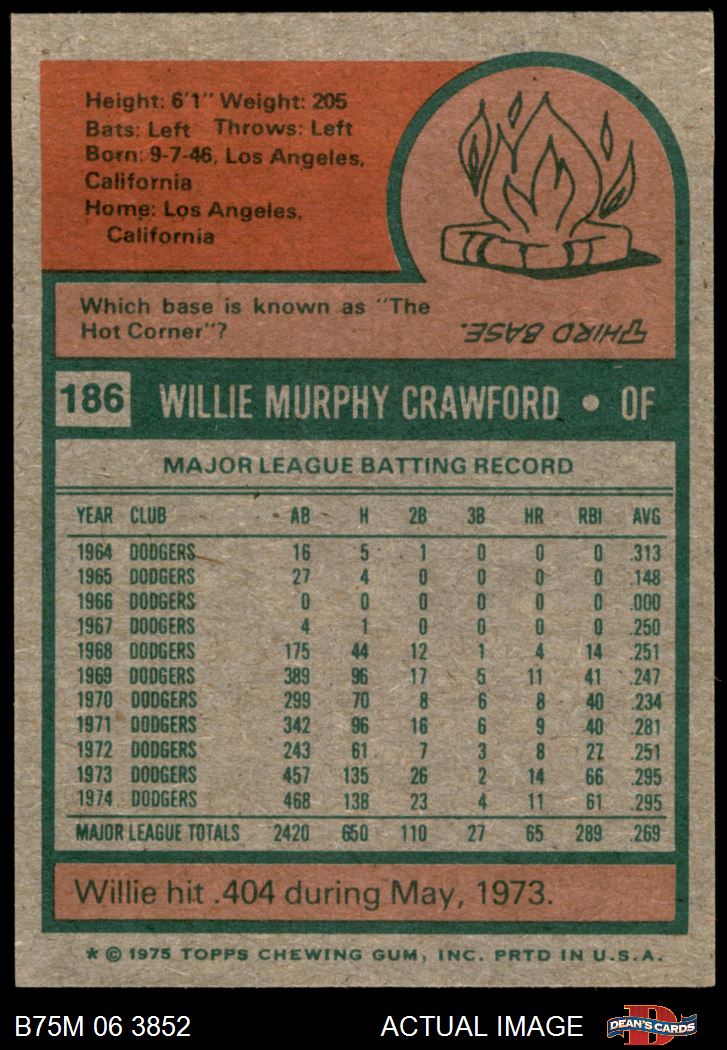 Height: 6'1" Weight: 205
Bats: Left Throws: Left
Born: 9-7-46, Los Angeles,
California
Home: Los Angeles,
California
Which base is known as "The
Hot Corner"?
THIRD BASE.
186 WILLIE MURPHY CRAWFORD • OF
MAJOR LEAGUE BATTING RECORD
YEAR CLUB AB H 2B 3B HR RBI AVG
1964 DODGERS 16 5 1 0 0 0 .313
1965 DODGERS 27 4 0 0 0 0 .148
1966 DODGERS 0 0 0 0 0 0 .000
1967 DODGERS 4 1 0 0 0 0 .250
1968 DODGERS 175 44 12 1 4 14 .251
1969 DODGERS 389 96 17 5 11 41 .247
1970 DODGERS 299 70 8 6 8 40 .234
1971 DODGERS 342 96 16 6 9 40 .281
1972 DODGERS 243 61 7 3 8 27 .251
1973 DODGERS 457 135 26 2 14 66 .295
1974 DODGERS 468 138 23 4 11 61 .295
MAJOR LEAGUE TOTALS 2420 650 110 27 65 289 .269
Willie hit .404 during May, 1973.
* © 1975 TOPPS CHEWING GUM, INC. PRTD IN U.S.A.
B75M 06 3852 ACTUAL IMAGE D DEAN'S CARDS